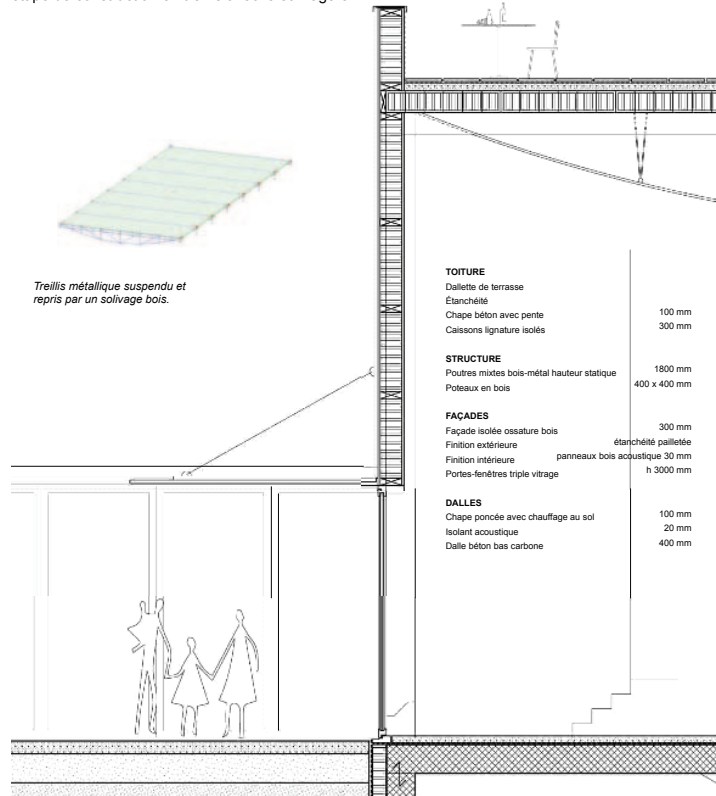 Treillis métallique suspendu et
repris par un solivage bois.
TOITURE
Dallette de terrasse
Étanchéité
Chape béton avec pente 100 mm
Caissons lignature isolés 300 mm
STRUCTURE
Poutres mixtes bois-métal hauteur statique 1800 mm
Poteaux en bois 400 x 400 mm
FAÇADES
Façade isolée ossature bois 300 mm
Finition extérieure étanchéité pailletée
Finition intérieure panneaux bois acoustique 30 mm
Portes-fenêtres triple vitrage h 3000 mm
DALLES
Chape poncée avec chauffage au sol 100 mm
Isolant acoustique 20 mm
Dalle béton bas carbone 400 mm